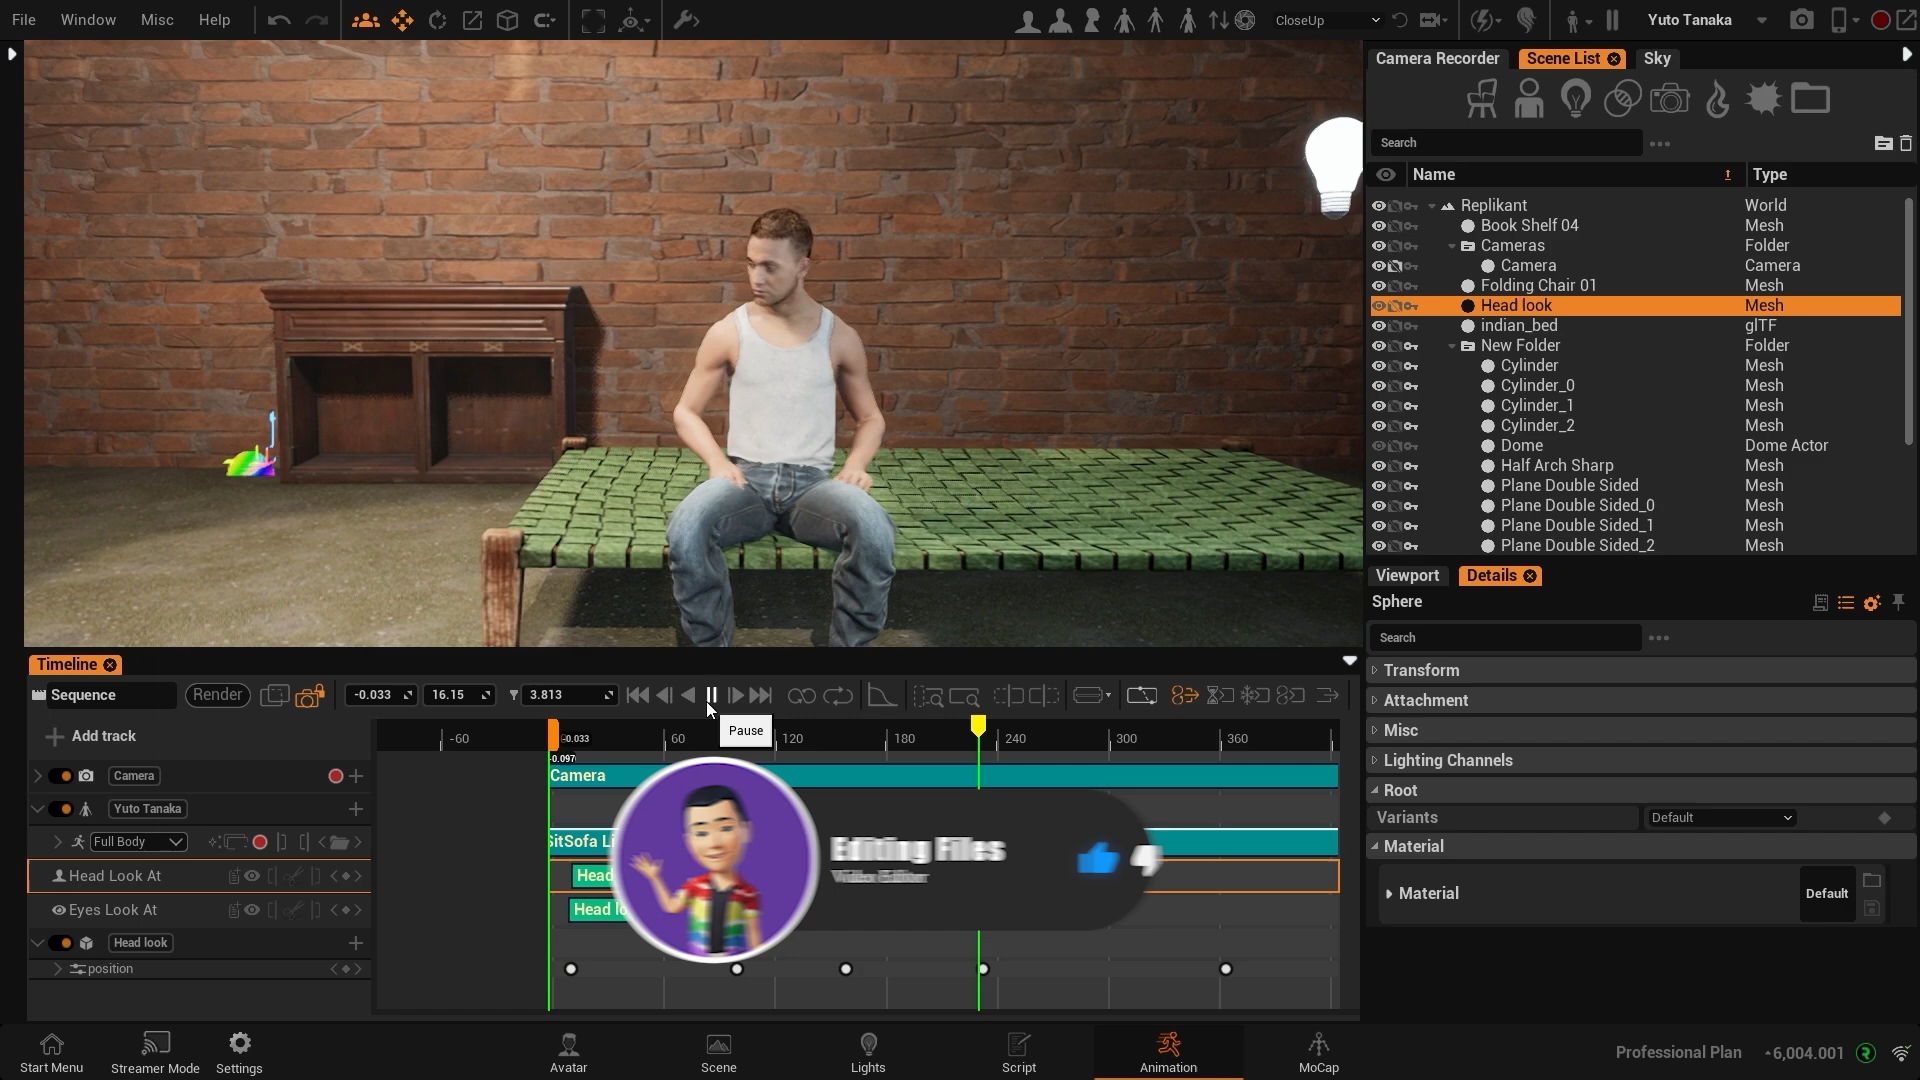 File Window Misc Help CloseUp Yuto Tanaka
Camera Recorder Scene List Sky
Search
Name Type
Replikant World
Book Shelf 04 Mesh
Cameras Folder
Camera Camera
Folding Chair 01 Mesh
Head look Mesh
indian_bed glTF
New Folder Folder
Cylinder Mesh
Cylinder_0 Mesh
Cylinder_1 Mesh
Cylinder_2 Mesh
Dome Dome Actor
Half Arch Sharp Mesh
Plane Double Sided Mesh
Plane Double Sided_0 Mesh
Plane Double Sided_1 Mesh
Plane Double Sided_2 Mesh
Viewport Details
Sphere
Search
Transform
Attachment
Misc
Lighting Channels
Root
Variants Default
Material
Material Default
Timeline
Sequence Render -0.033 16.15 3.813
Pause
Add track -60 -0.033 60 120 180 240 300 360
-0.097
Camera Camera
Yuto Tanaka
Full Body SitSofa Li
Head Look At Head
Eyes Look At Head lo
Editing Files
Video Editor
Head look
position
Start Menu Streamer Mode Settings Avatar Scene Lights Script Animation MoCap
Professional Plan 6,004.001